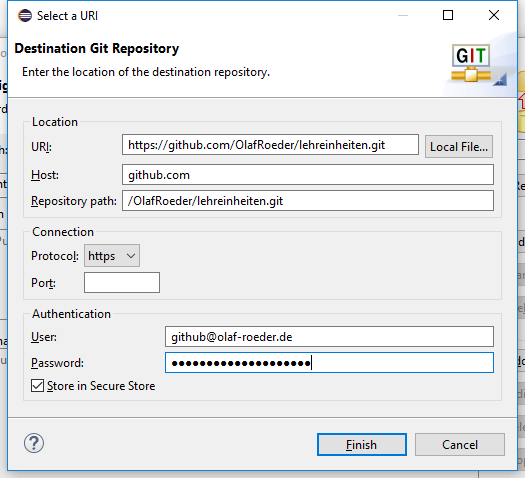 Select a URI
Destination Git Repository
Enter the location of the destination repository.
GIT
Location
URI: https://github.com/OlafRoeder/lehreinheiten.git Local File...
Host: github.com
Repository path: /OlafRoeder/lehreinheiten.git
Connection
Protocol: https
Port:
Authentication
User: github@olaf-roeder.de
Password: ●●●●●●●●●●●●●●●●●●●●
Store in Secure Store
Finish Cancel